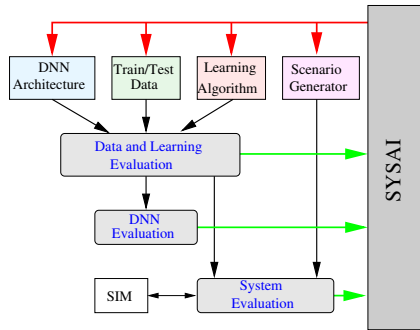 DNN
Architecture
Train/Test
Data
Learning
Algorithm
Scenario
Generator
Data and Learning
Evaluation
DNN
Evaluation
SIM
System
Evaluation
SYSAI